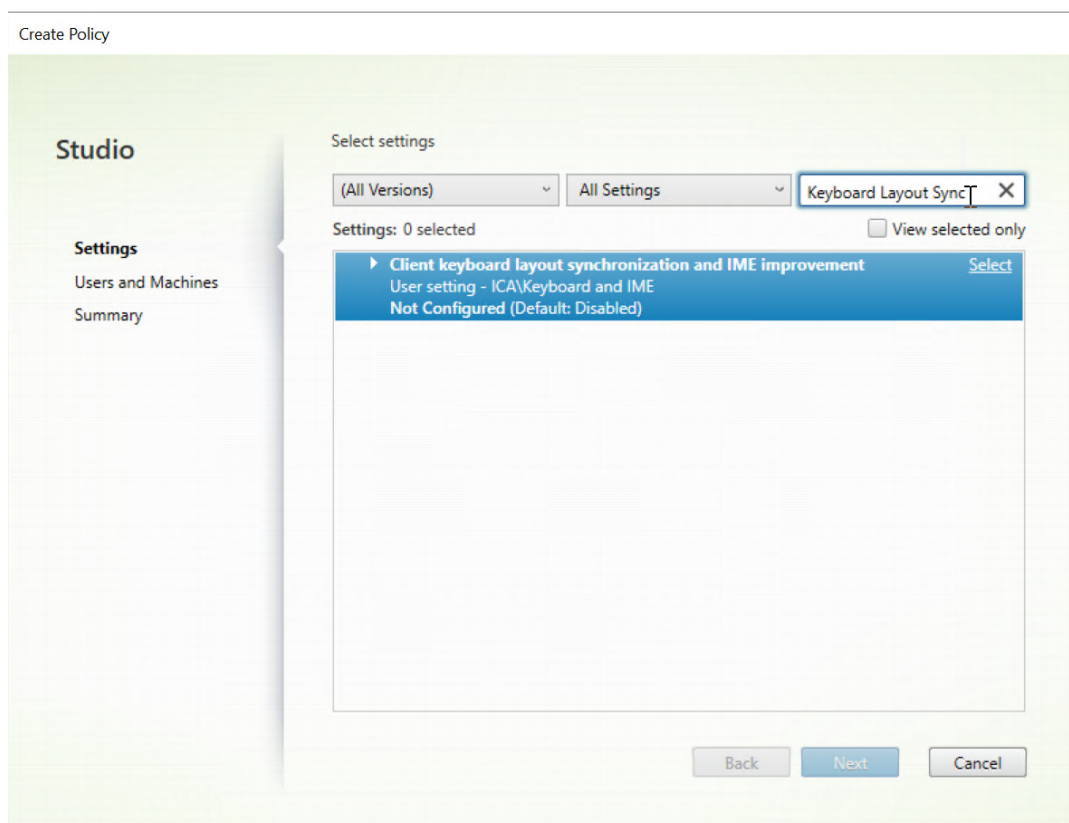 Create Policy
Studio
Settings
Users and Machines
Summary
Select settings
(All Versions)
All Settings
Keyboard Layout Sync
Settings: 0 selected
View selected only
Client keyboard layout synchronization and IME improvement
Select
User setting - ICA\Keyboard and IME
Not Configured (Default: Disabled)
Back
Next
Cancel